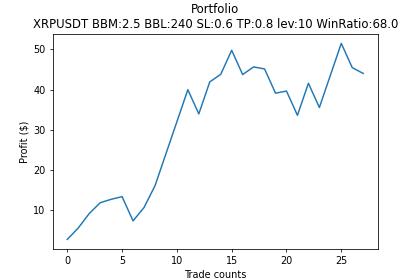 Portfolio
XRPUSDT BBM:2.5 BBL:240 SL:0.6 TP:0.8 lev:10 WinRatio:68.0
50
40
30
20
10
Profit ($)
0 5 10 15 20 25
Trade counts